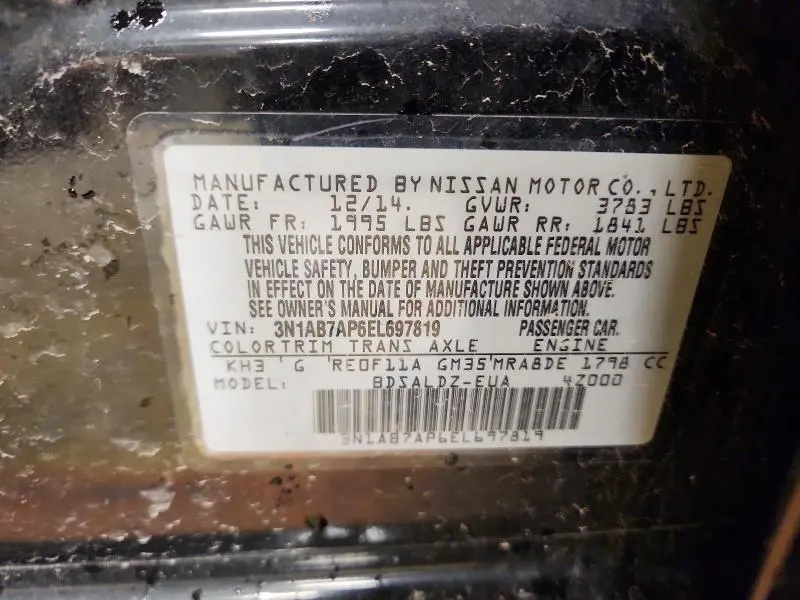 MANUFACTURED BY NISSAN MOTOR CO., LTD.
DATE: 12/14. GVWR: 3783 LBS
GAWR FR: 1995 LBS GAWR RR: 1841 LBS
THIS VEHICLE CONFORMS TO ALL APPLICABLE FEDERAL MOTOR
VEHICLE SAFETY, BUMPER AND THEFT PREVENTION STANDARDS
IN EFFECT ON THE DATE OF MANUFACTURE SHOWN ABOVE.
SEE OWNER'S MANUAL FOR ADDITIONAL INFORMATION.
VIN: 3N1AB7AP6EL697819 PASSENGER CAR.
COLORTRIM TRANS AXLE ENGINE
KH3 'G 'RE0F11A GM35'MRA8DE 1798 CC
MODEL: BDSALDZ-EUA 4Z000
3N1AB7AP6EL697819